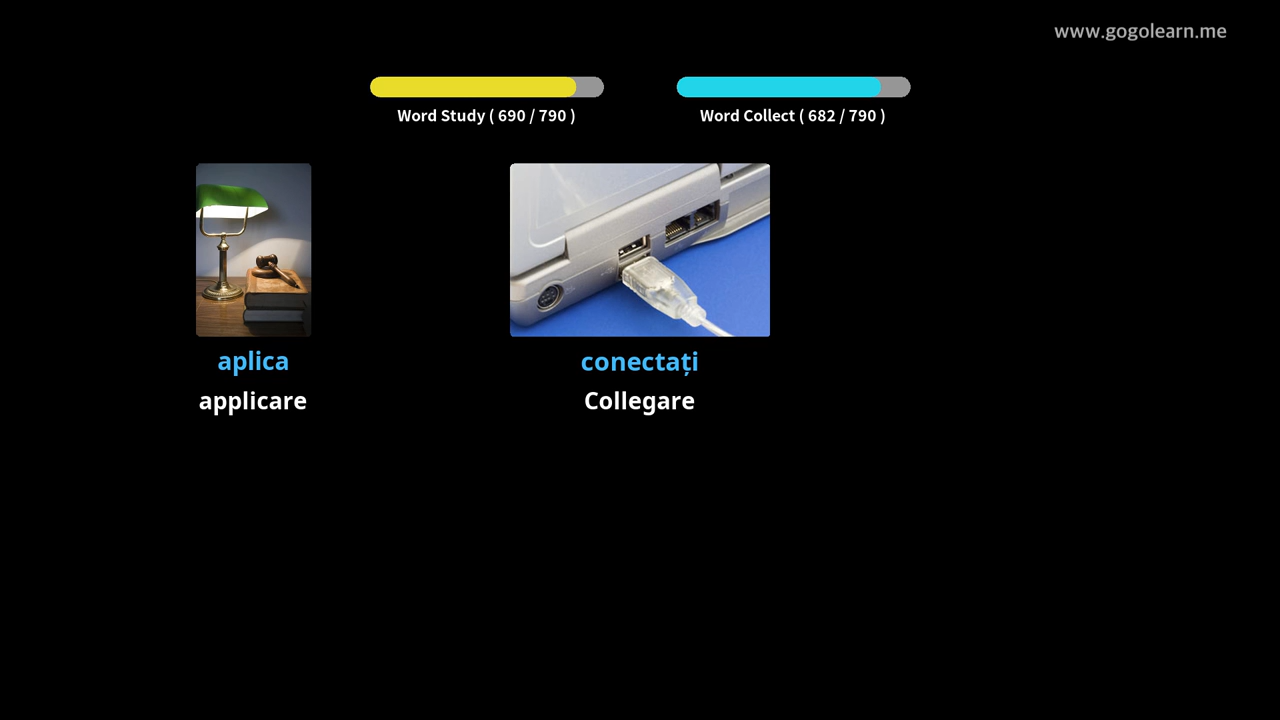 www.gogolearn.me
Word Study ( 690 / 790 )
Word Collect ( 682 / 790 )
aplica
applicare
conectați
Collegare